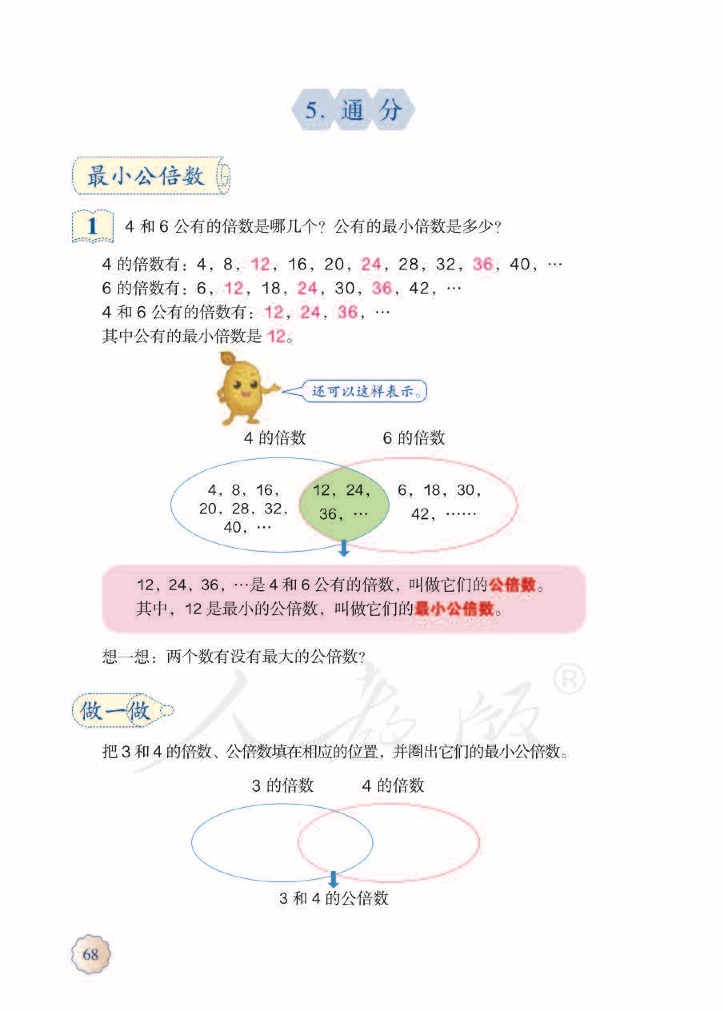 5. 通分
最小公倍数
1 4 和 6 公有的倍数是哪几个？公有的最小倍数是多少？
4 的倍数有：4，8，12，16，20，24，28，32，36，40，…
6 的倍数有：6，12，18，24，30，36，42，…
4 和 6 公有的倍数有：12，24，36，…
其中公有的最小倍数是 12。
还可以这样表示。
4 的倍数 6 的倍数
4，8，16， 12，24， 6，18，30，
20，28，32， 36，… 42，……
40，…
12，24，36，…是 4 和 6 公有的倍数，叫做它们的公倍数。
其中，12 是最小的公倍数，叫做它们的最小公倍数。
想一想：两个数有没有最大的公倍数？
人教版®
做一做
把 3 和 4 的倍数、公倍数填在相应的位置，并圈出它们的最小公倍数。
3 的倍数 4 的倍数
3 和 4 的公倍数
68